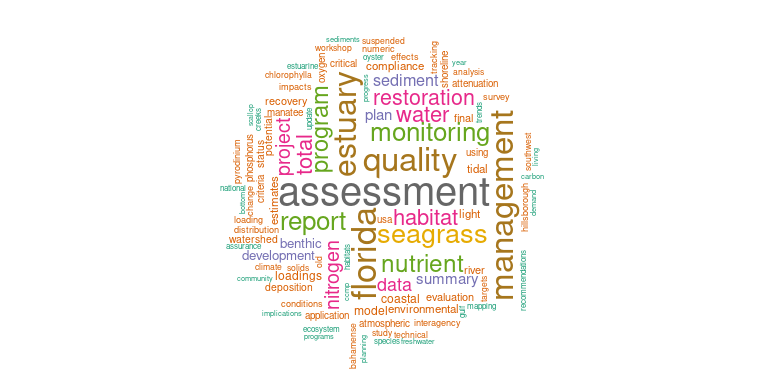 sediments
workshop
suspended
numeric
oyster
effects
tracking
estuarine
critical
compliance
shoreline
year
analysis
chlorophylla
oxygen
progress
sediment
attenuation
impacts
estuary
restoration
survey
recovery
program
plan
water
final
trends
scallop
creeks
manatee
update
monitoring
potential
project
total
quality
using
tidal
management
southwest
living
pyrodinium
phosphorus
status
assessment
carbon
national
bottom
change
criteria
estimates
report
florida
usa
habitat
light
hillsborough
demand
loading
distribution
watershed
seagrass
assurance
benthic
development
nitrogen
habitats
old
nutrient
climate
solids
community
loadings
river
summary
targets
recommendations
deposition
ccmp
data
coastal
evaluation
conditions
model
environmental
gulf
mapping
implications
application
atmospheric
interagency
ecosystem
programs
study
technical
species
freshwater
bahamense
planning